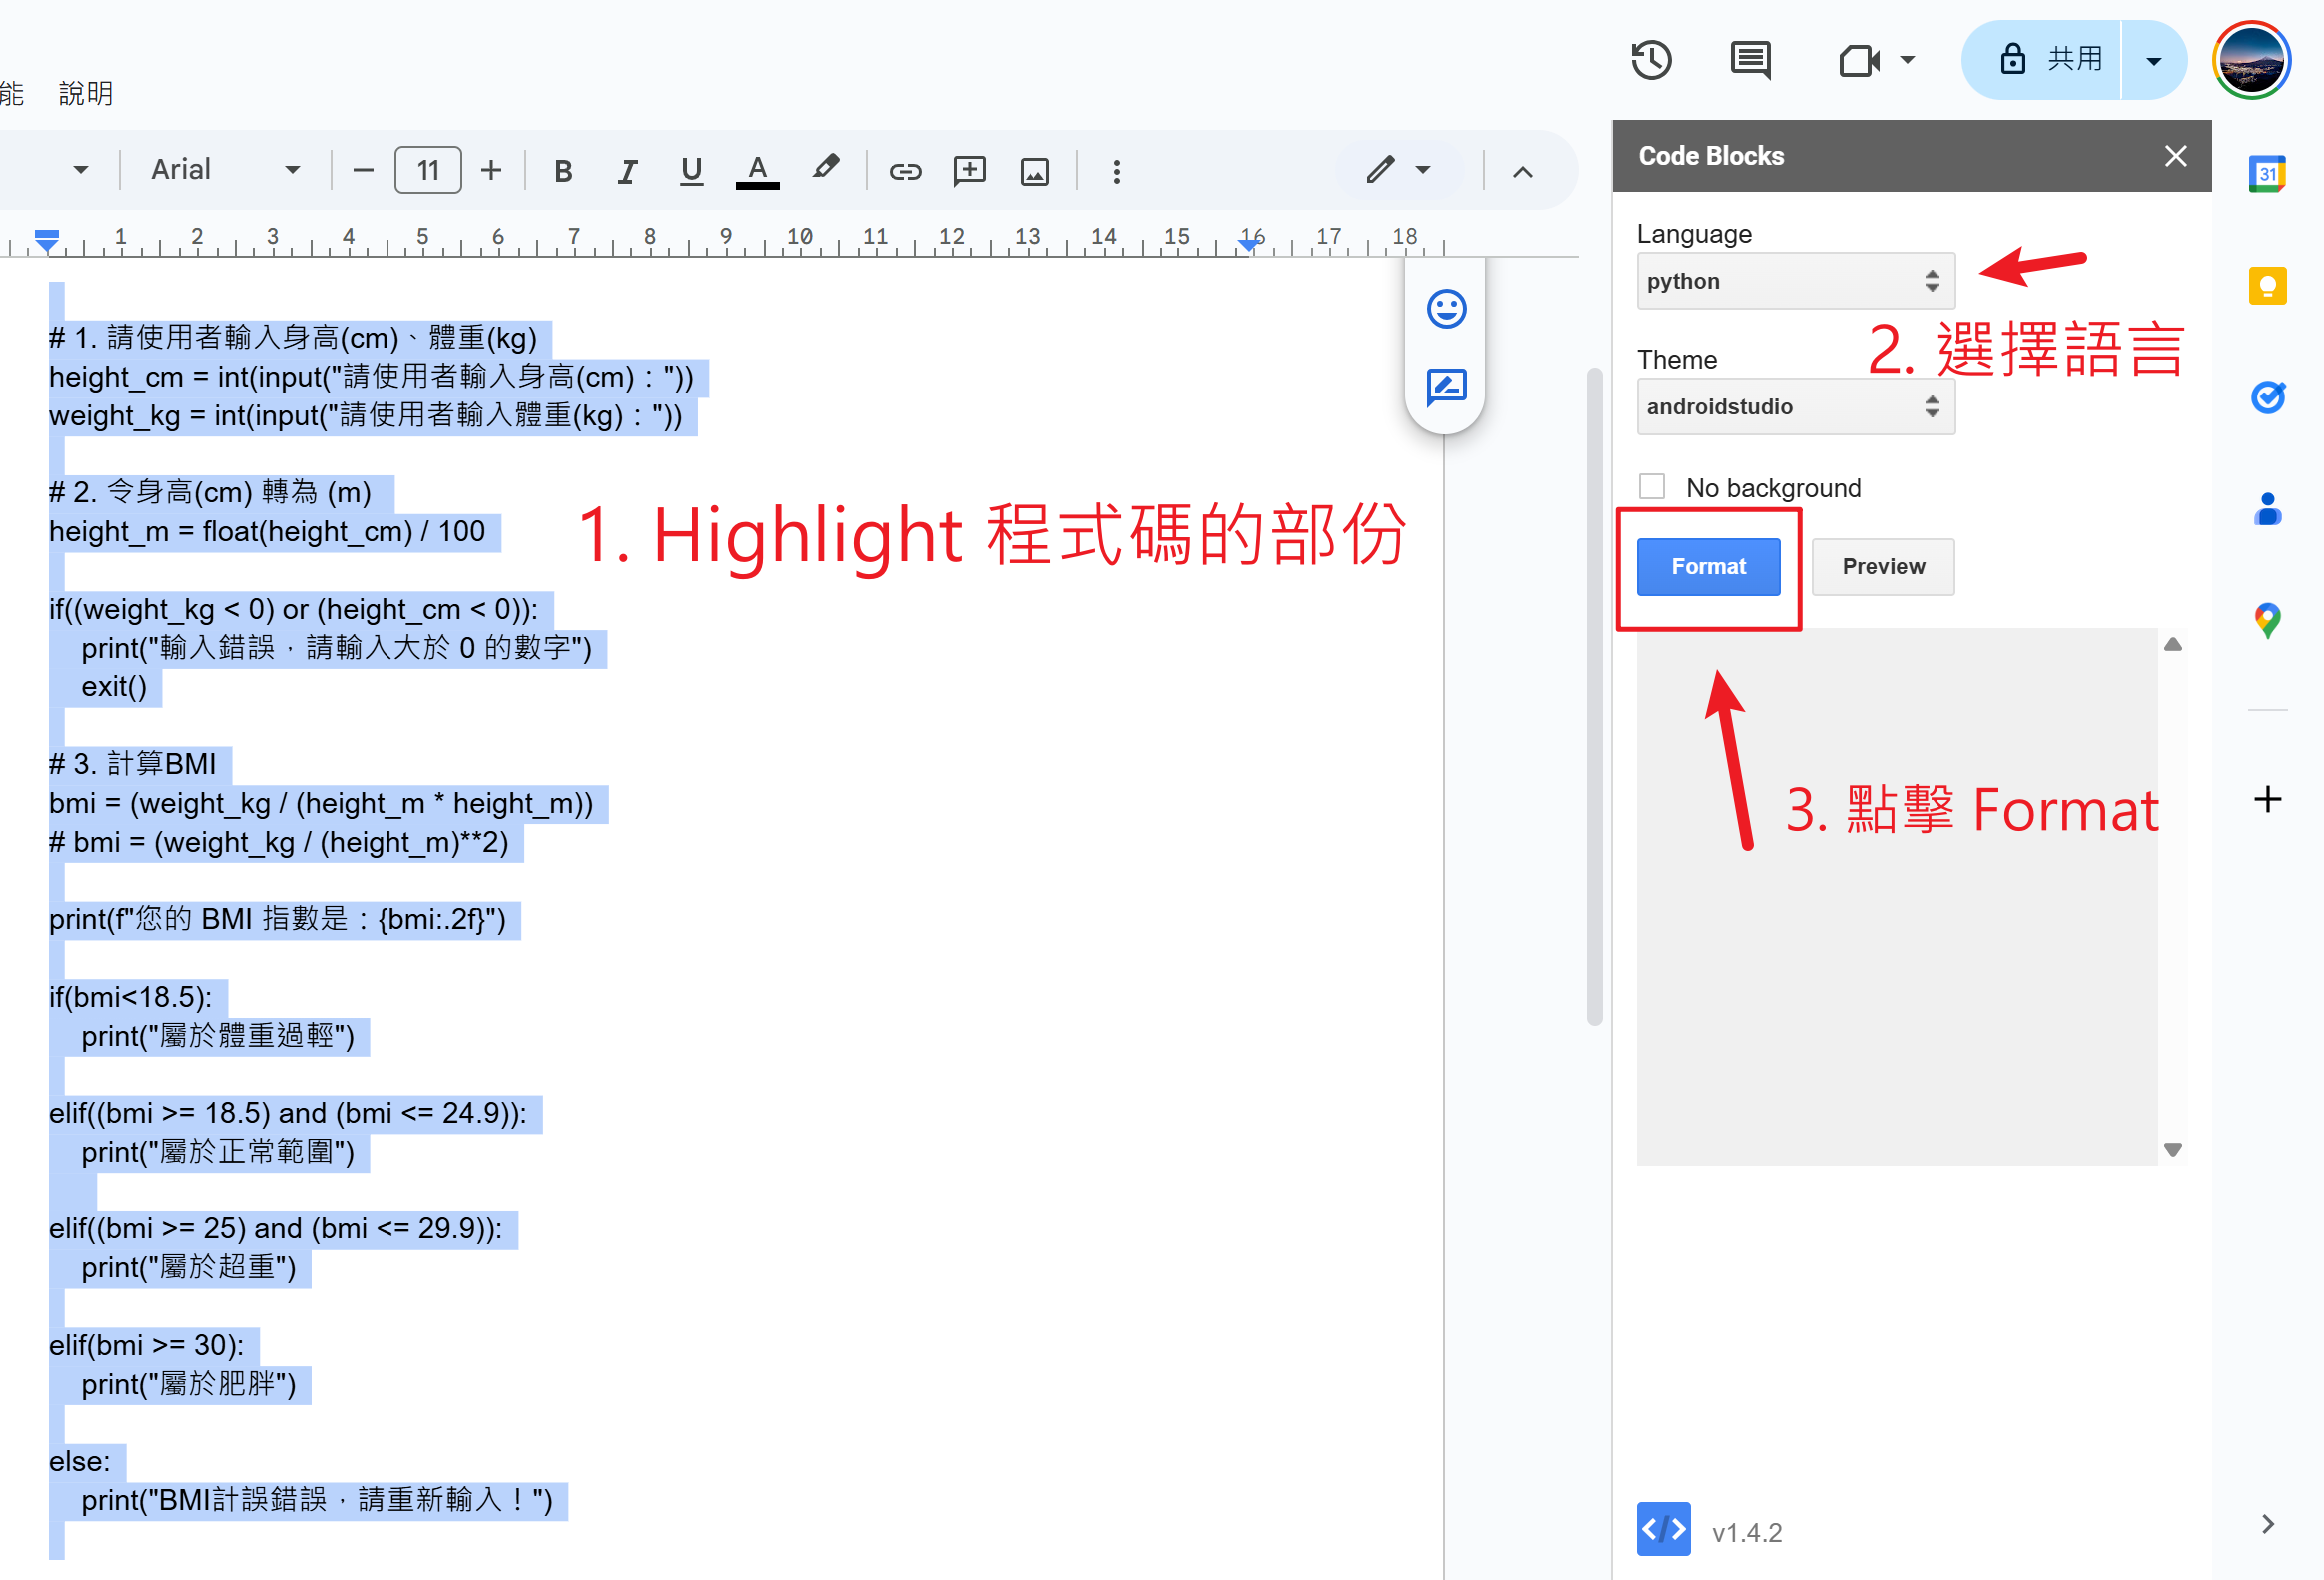 能 說明
共用
Arial
11
B I U A
1 2 3 4 5 6 7 8 9 10 11 12 13 14 15 16 17 18
# 1. 請使用者輸入身高(cm)、體重(kg)
height_cm = int(input("請使用者輸入身高(cm)："))
weight_kg = int(input("請使用者輸入體重(kg)："))
# 2. 令身高(cm) 轉為 (m)
height_m = float(height_cm) / 100
if((weight_kg < 0) or (height_cm < 0)):
print("輸入錯誤，請輸入大於 0 的數字")
exit()
# 3. 計算BMI
bmi = (weight_kg / (height_m * height_m))
# bmi = (weight_kg / (height_m)**2)
print(f"您的 BMI 指數是：{bmi:.2f}")
if(bmi<18.5):
print("屬於體重過輕")
elif((bmi >= 18.5) and (bmi <= 24.9)):
print("屬於正常範圍")
elif((bmi >= 25) and (bmi <= 29.9)):
print("屬於超重")
elif(bmi >= 30):
print("屬於肥胖")
else:
print("BMI計誤錯誤，請重新輸入！")
1. Highlight 程式碼的部份
Code Blocks
Language
python
2. 選擇語言
Theme
androidstudio
No background
Format
Preview
3. 點擊 Format
v1.4.2
31